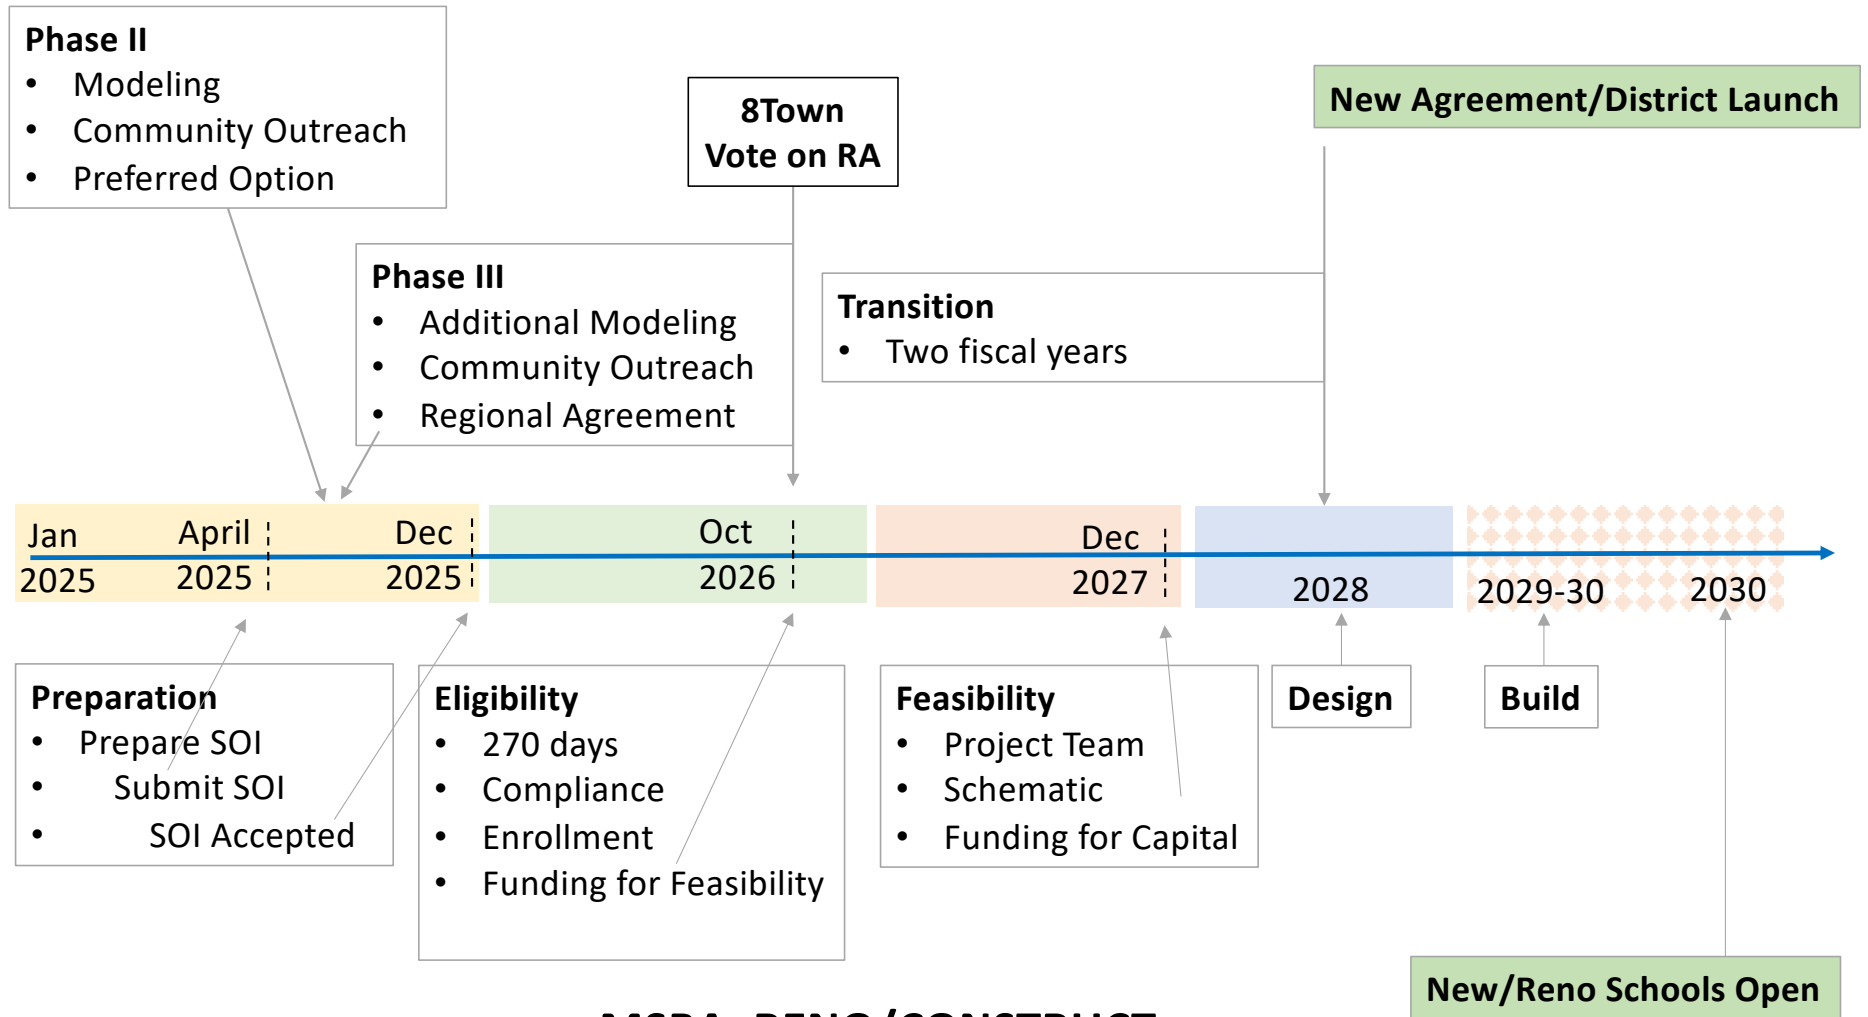 Phase II
• Modeling
• Community Outreach
• Preferred Option
8Town
Vote on RA
New Agreement/District Launch
Phase III
• Additional Modeling
• Community Outreach
• Regional Agreement
Transition
• Two fiscal years
Jan
2025
April
2025
Dec
2025
Oct
2026
Dec
2027
2028
2029-30
2030
Preparation
• Prepare SOI
• Submit SOI
• SOI Accepted
Eligibility
• 270 days
• Compliance
• Enrollment
• Funding for Feasibility
Feasibility
• Project Team
• Schematic
• Funding for Capital
Design
Build
New/Reno Schools Open
RENO/CONSTRUCT